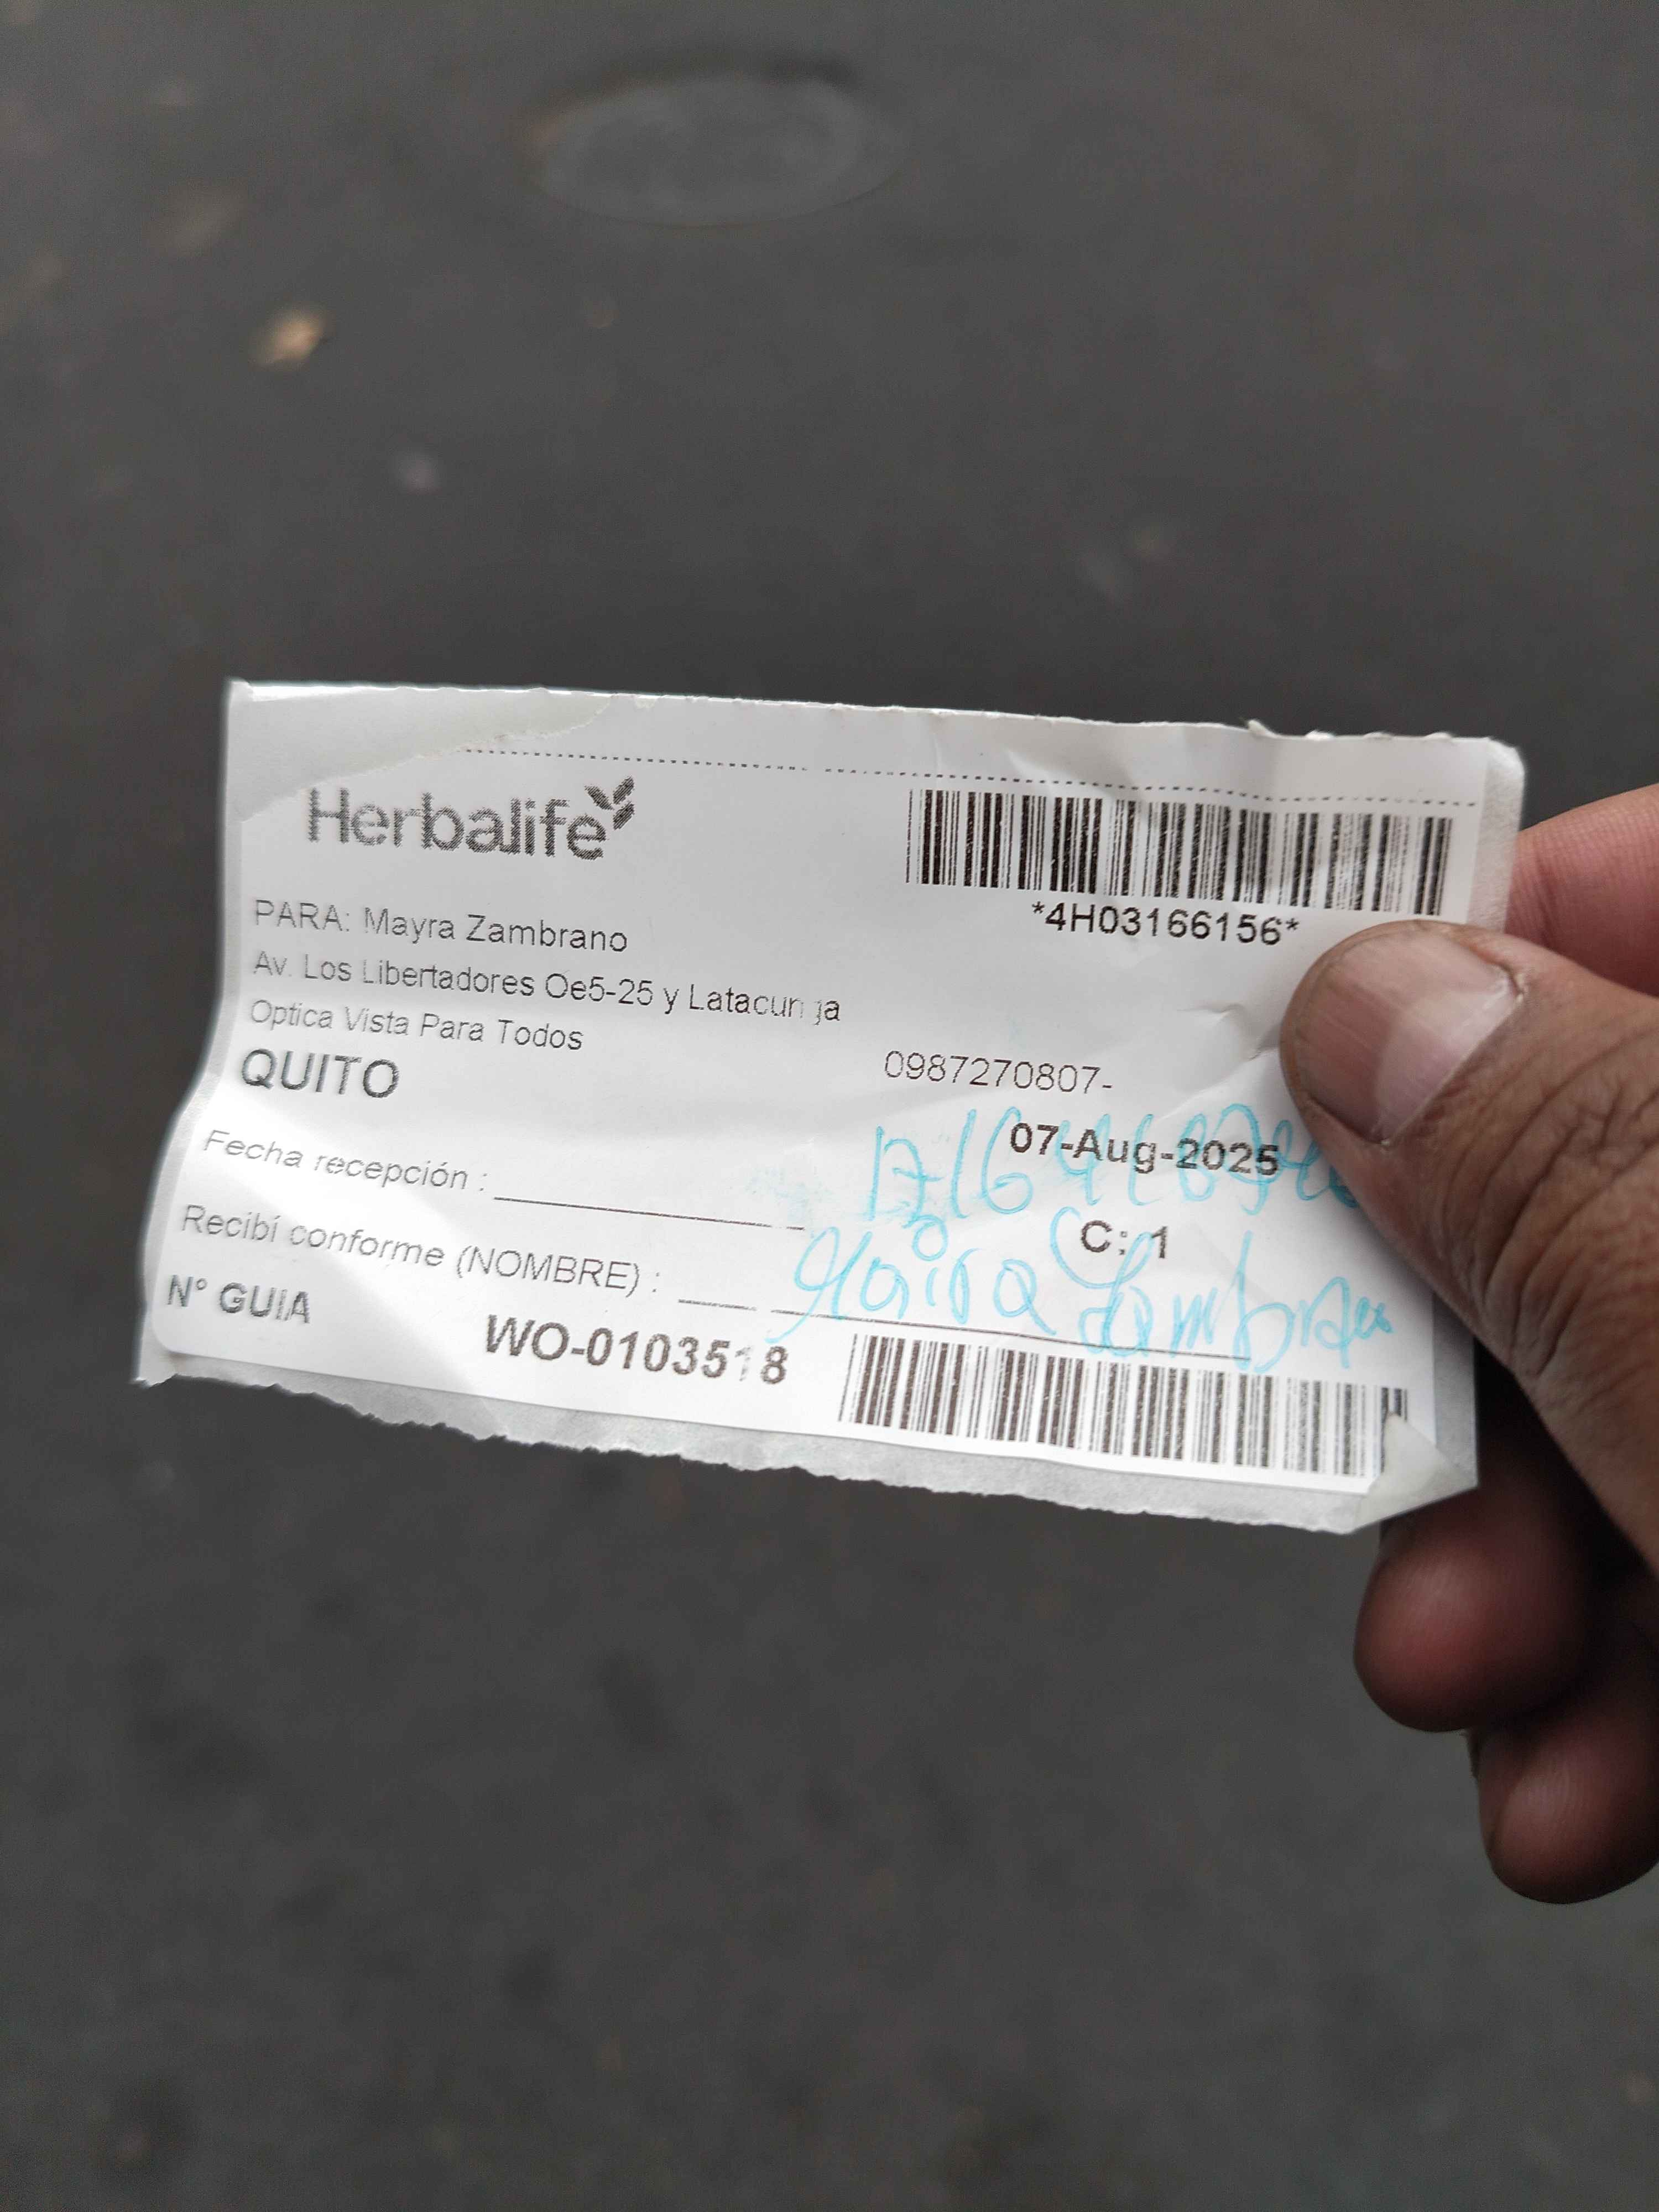 Herbalife
*4H03166156*
PARA: Mayra Zambrano
Av. Los Libertadores Oe5-25 y Latacunga
Optica Vista Para Todos
0987270807-
QUITO
07-Aug-2025
Fecha recepción :
C: 1
Recibí conforme (NOMBRE) :
N° GUIA
WO-0103518